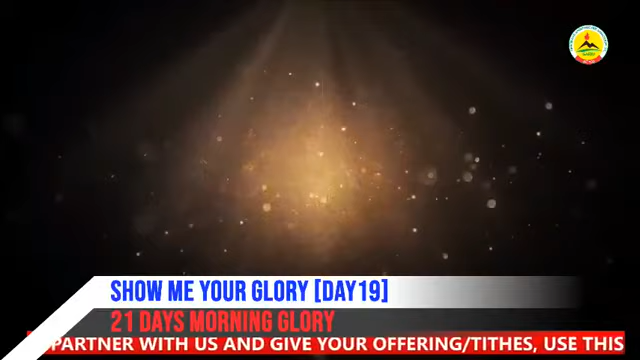 SHOW ME YOUR GLORY [DAY19]
21 DAYS MORNING GLORY
PARTNER WITH US AND GIVE YOUR OFFERING/TITHES, USE THIS